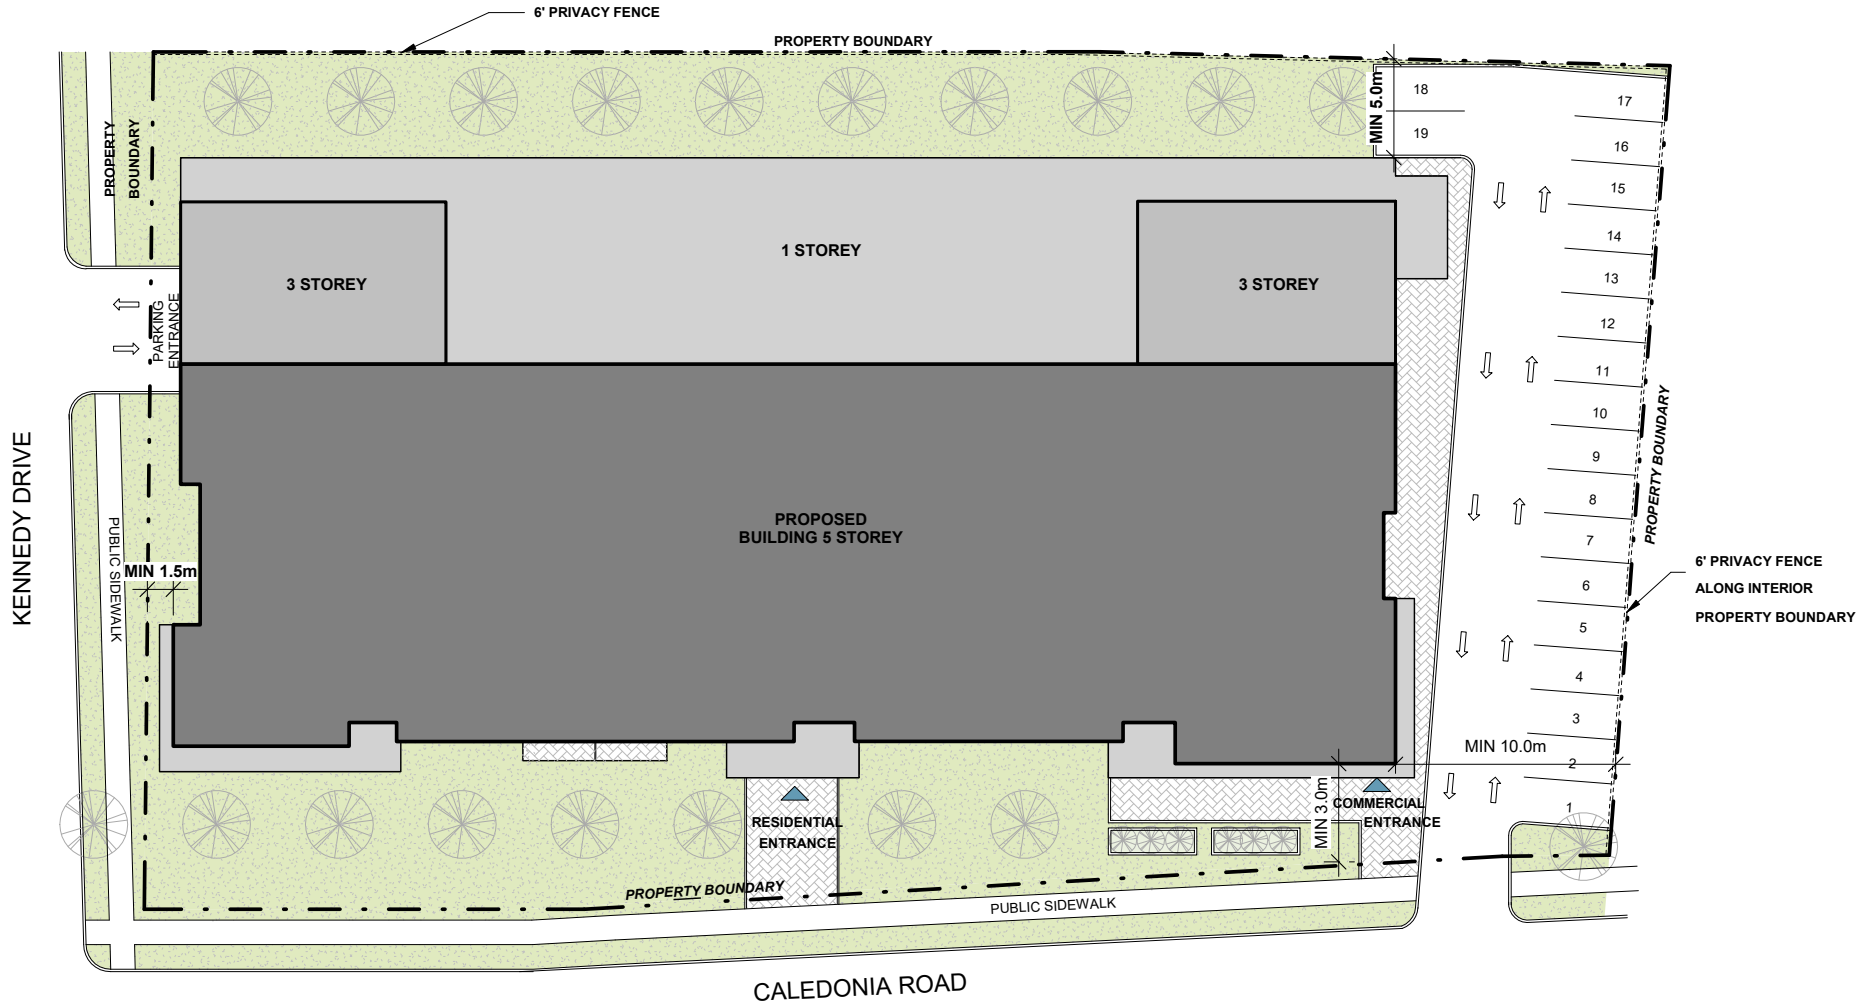 6' PRIVACY FENCE
PROPERTY BOUNDARY
PROPERTY
BOUNDARY
MIN 5.0m
18
19
17
16
15
14
13
12
11
10
9
8
7
6
5
4
3
2
1
1 STOREY
3 STOREY
3 STOREY
PARKING
ENTRANCE
KENNEDY DRIVE
PUBLIC SIDEWALK
MIN 1.5m
PROPOSED
BUILDING 5 STOREY
PROPERTY BOUNDARY
6' PRIVACY FENCE
ALONG INTERIOR
PROPERTY BOUNDARY
MIN 10.0m
MIN 3.0m
RESIDENTIAL
ENTRANCE
COMMERCIAL
ENTRANCE
PROPERTY BOUNDARY
PUBLIC SIDEWALK
CALEDONIA ROAD